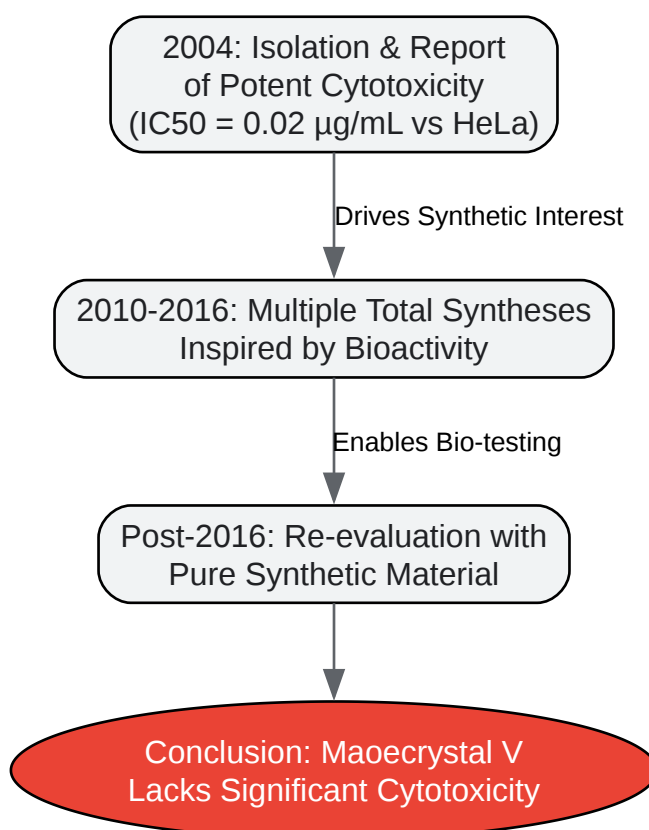 2004: Isolation & Report
of Potent Cytotoxicity
(IC50 = 0.02 µg/mL vs HeLa)
Drives Synthetic Interest
2010-2016: Multiple Total Syntheses
Inspired by Bioactivity
Enables Bio-testing
Post-2016: Re-evaluation with
Pure Synthetic Material
Conclusion: Maoecrystal V
Lacks Significant Cytotoxicity